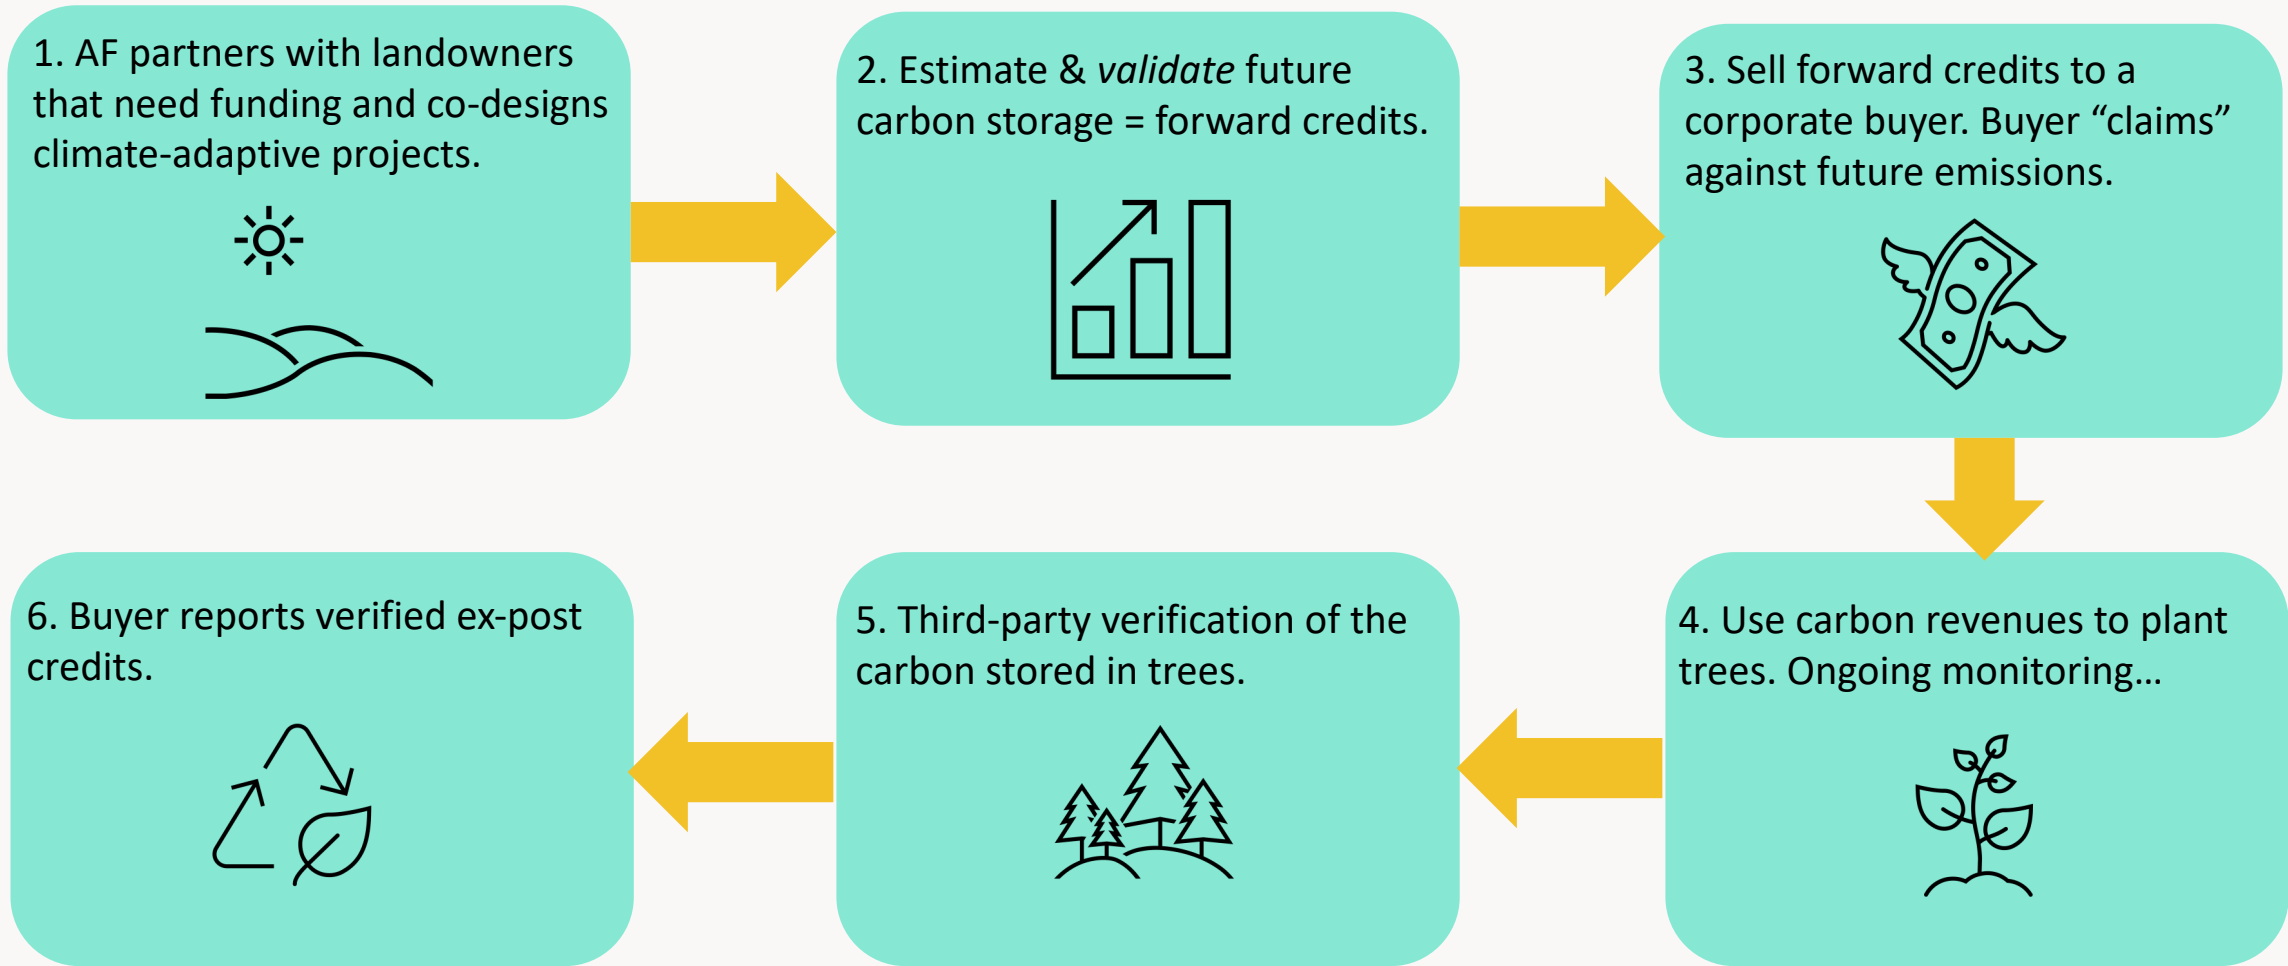 1. AF partners with landowners
that need funding and co-designs
climate-adaptive projects.
2. Estimate & validate future
carbon storage = forward credits.
3. Sell forward credits to a
corporate buyer. Buyer “claims”
against future emissions.
4. Use carbon revenues to plant
trees. Ongoing monitoring…
5. Third-party verification of the
carbon stored in trees.
6. Buyer reports verified ex-post
credits.